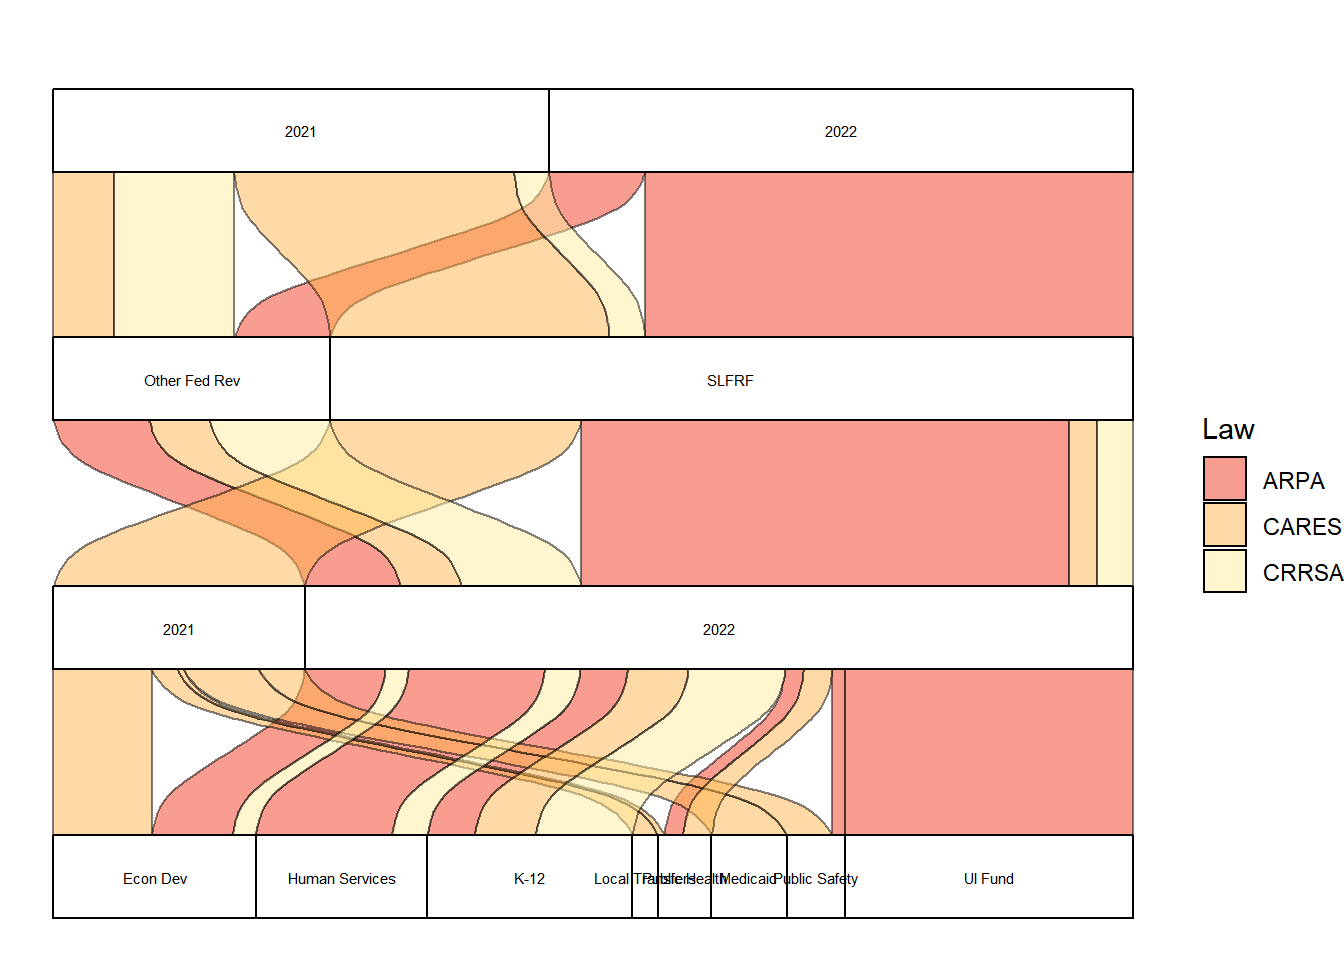 2021
2022
Other Fed Rev
SLFRF
2021
2022
Econ Dev
Human Services
K-12
Local Transfers
Public Health
Medicaid
Public Safety
UI Fund
Law
ARPA
CARES
CRRSA